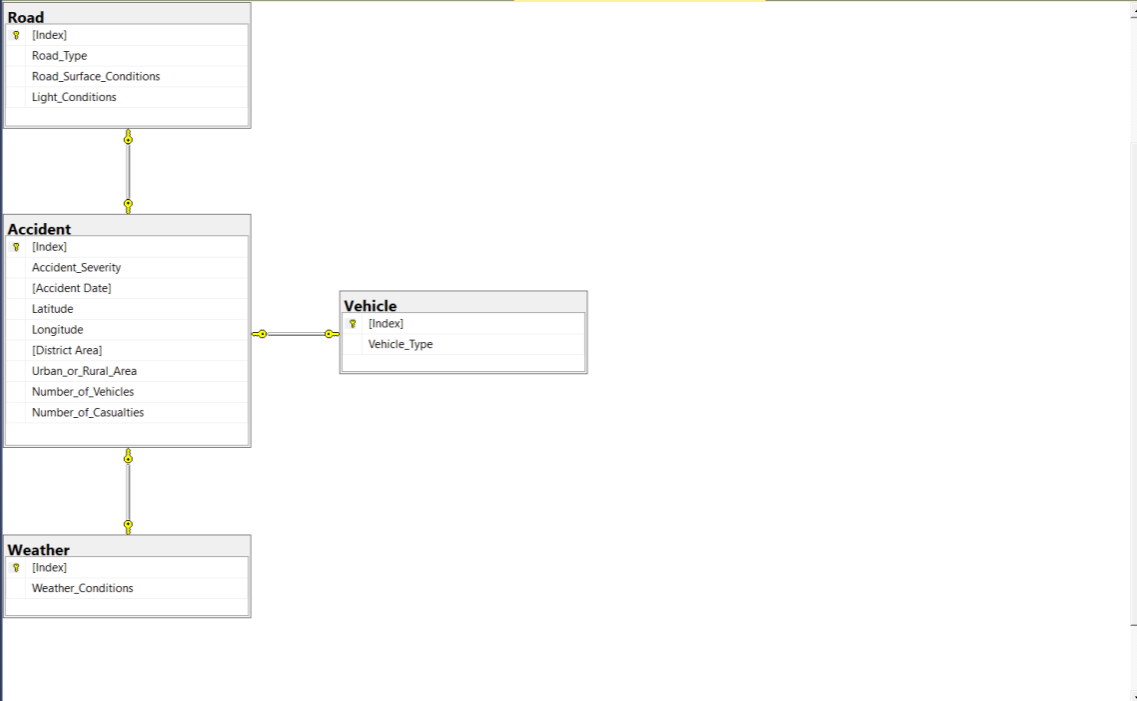 Road
[Index]
Road_Type
Road_Surface_Conditions
Light_Conditions
Accident
[Index]
Accident_Severity
[Accident Date]
Latitude
Longitude
[District Area]
Urban_or_Rural_Area
Number_of_Vehicles
Number_of_Casualties
Vehicle
[Index]
Vehicle_Type
Weather
[Index]
Weather_Conditions